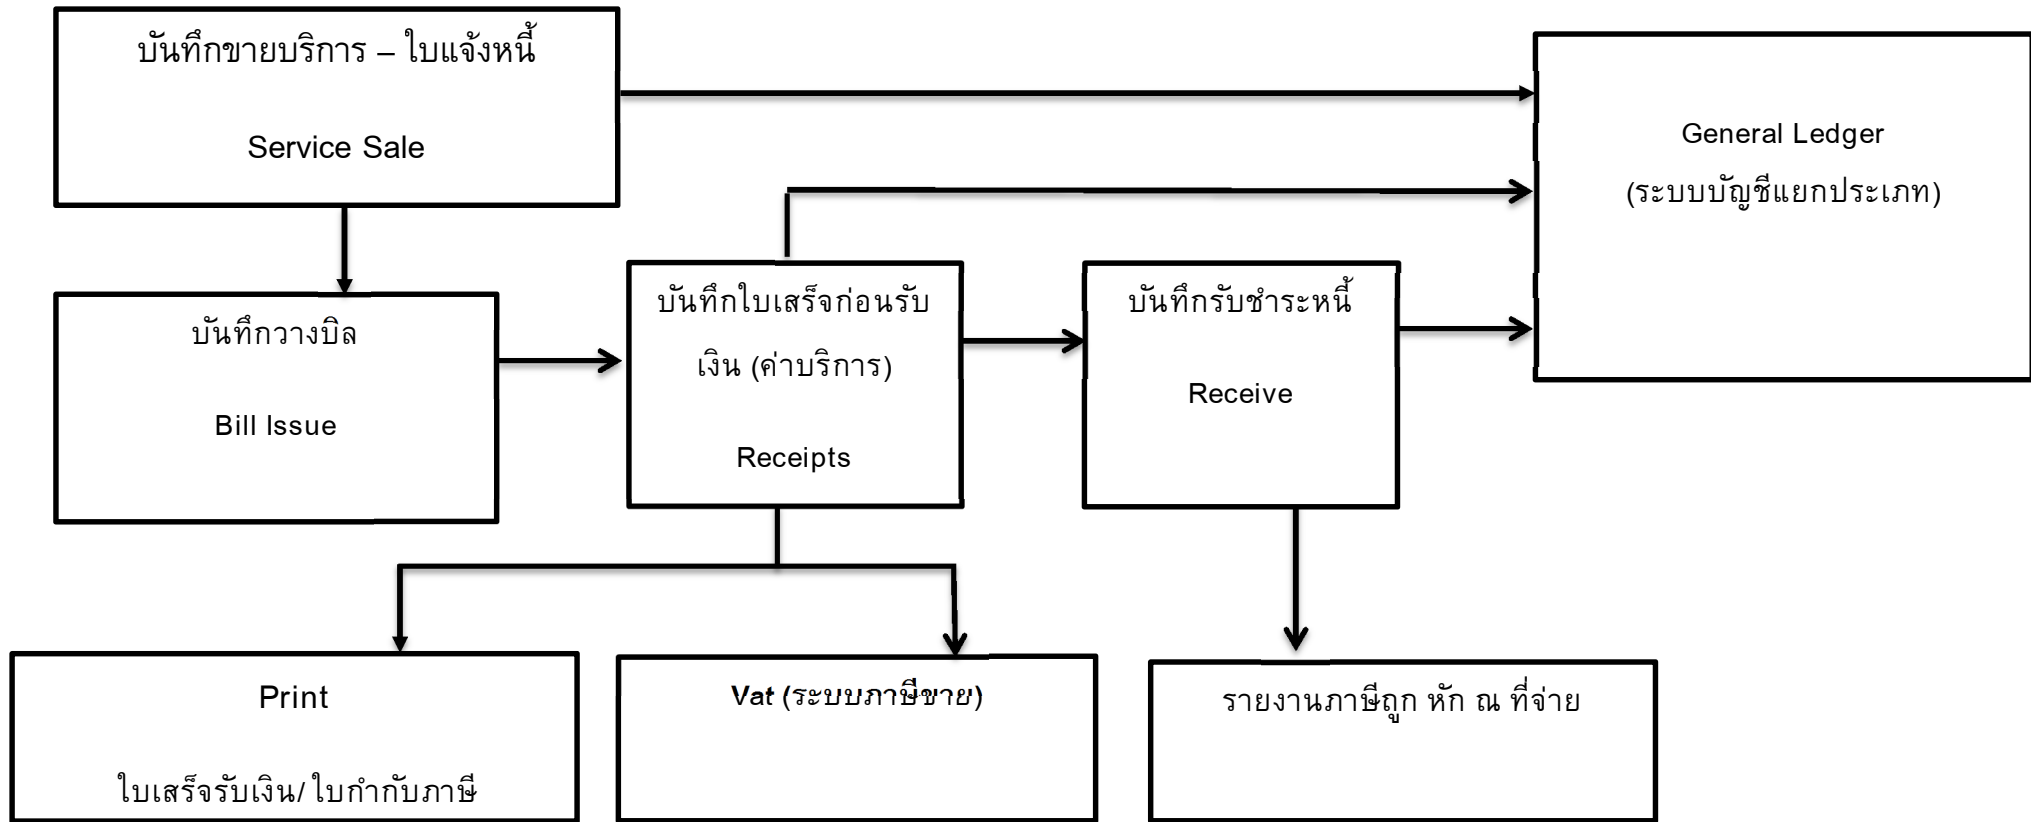 บันทึกขายบริการ – ใบแจ้งหนี้
Service Sale
General Ledger
(ระบบบัญชีแยกประเภท)
บันทึกวางบิล
Bill Issue
บันทึกใบเสร็จก่อนรับ
เงิน (ค่าบริการ)
Receipts
บันทึกรับชำระหนี้
Receive
Print
ใบเสร็จรับเงิน/ ใบกำกับภาษี
Vat (ระบบภาษีขาย)
รายงานภาษีถูก หัก ณ ที่จ่าย